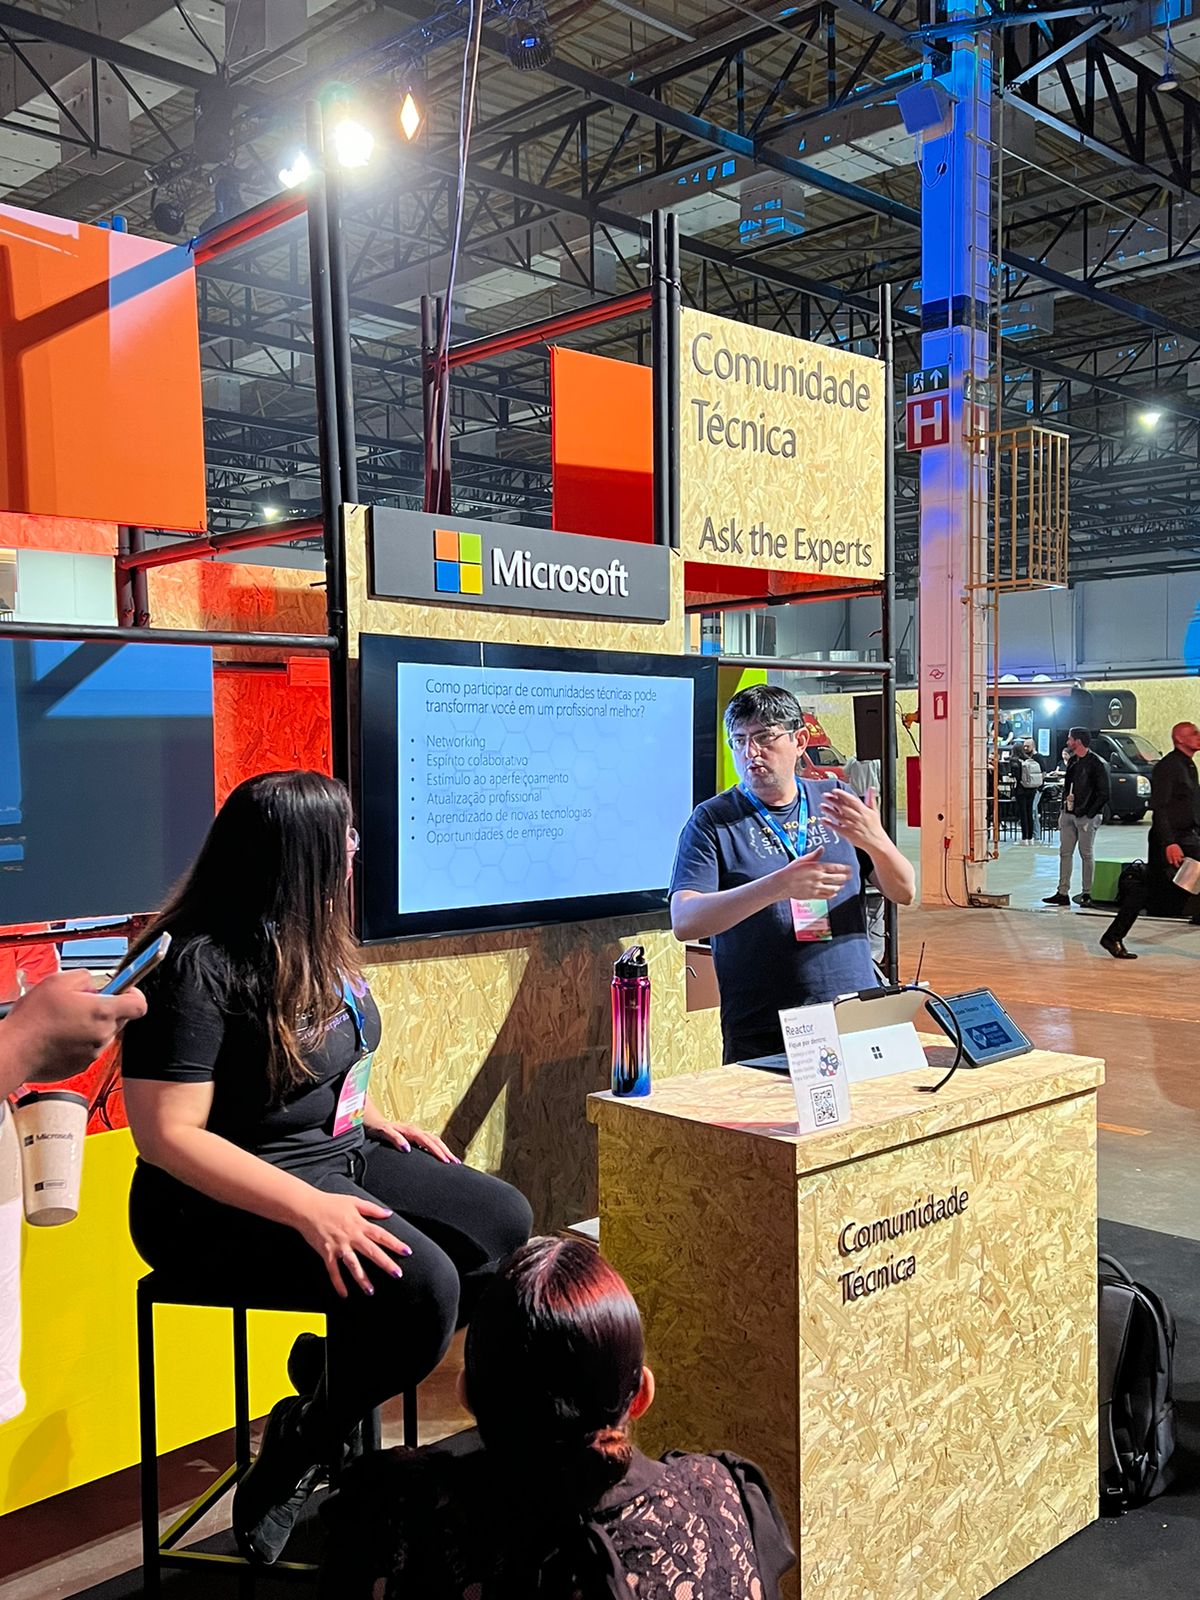 Comunidade
Técnica
Ask the Experts
Microsoft
Como participar de comunidades técnicas pode
transformar você em um profissional melhor?
• Networking
• Espírito colaborativo
• Estímulo ao aperfeiçoamento
• Atualização profissional
• Aprendizado de novas tecnologias
• Oportunidades de emprego
H
Microsoft
Reactor
Fique por dentro:
Comunidade
Técnica